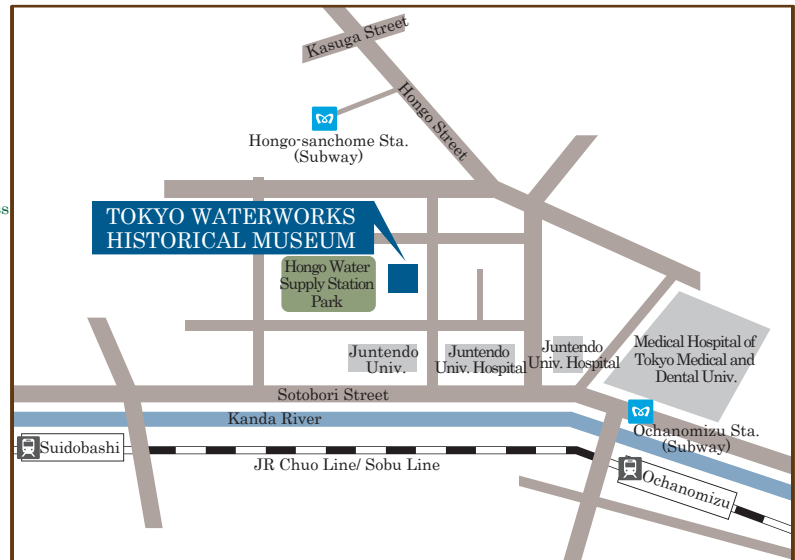 Kasuga Street
Hongo Street
Hongo-sanchome Sta.
(Subway)
TOKYO WATERWORKS
HISTORICAL MUSEUM
Hongo Water
Supply Station
Park
Juntendo
Univ.
Juntendo
Univ. Hospital
Juntendo
Univ. Hospital
Medical Hospital of
Tokyo Medical and
Dental Univ.
Sotobori Street
Kanda River
Ochanomizu Sta.
(Subway)
Suidobashi
JR Chuo Line/ Sobu Line
Ochanomizu